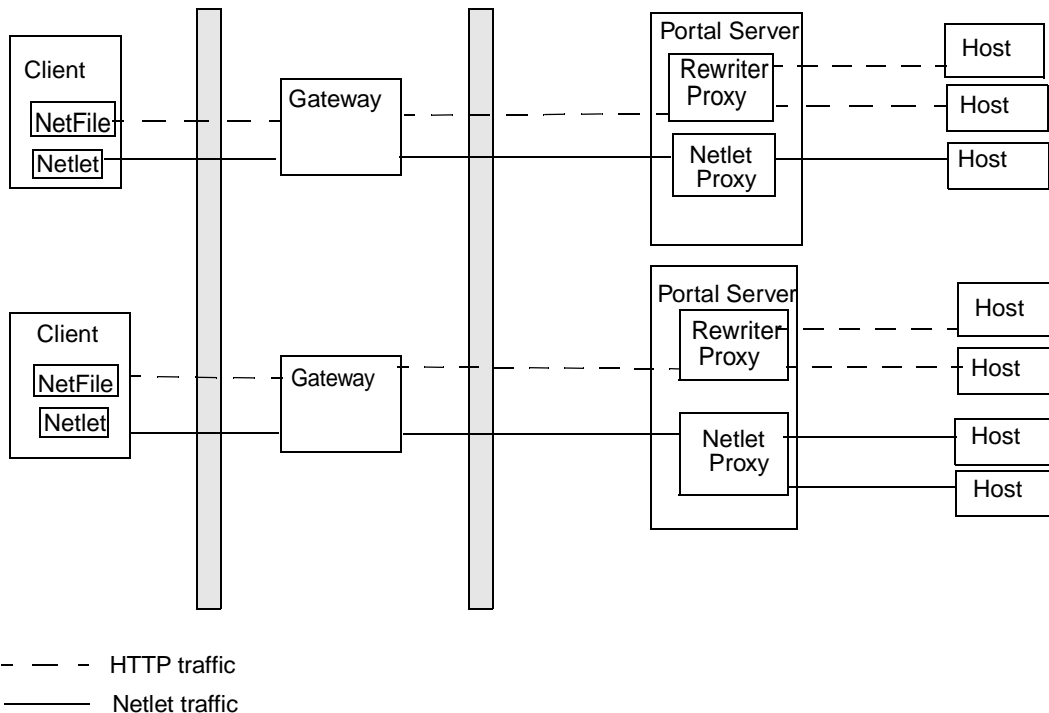 Portal Server
Client
Gateway
Rewriter
Proxy
Host
NetFile
Host
Netlet
Netlet
Proxy
Host
Portal Server
Client
Gateway
Rewriter
Proxy
Host
NetFile
Host
Netlet
Netlet
Proxy
Host
Host
HTTP traffic
Netlet traffic